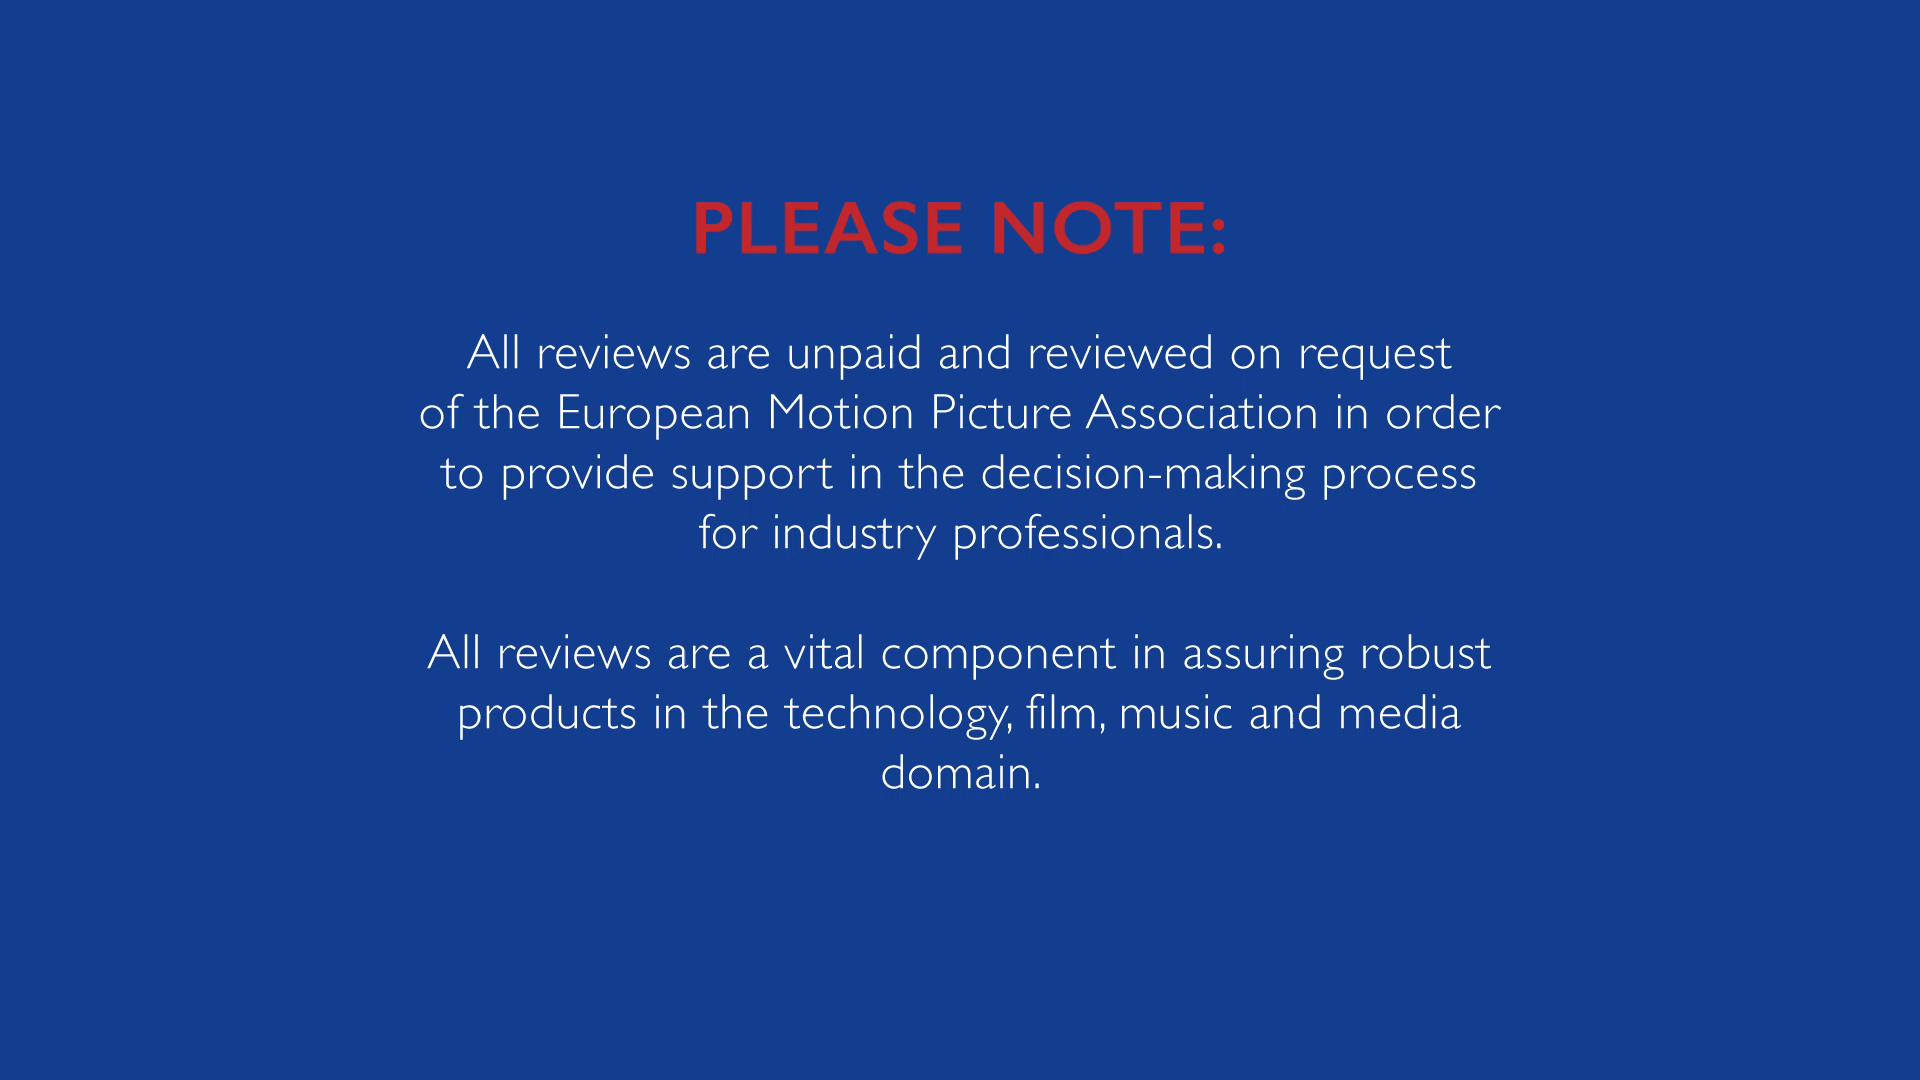 PLEASE NOTE:
All reviews are unpaid and reviewed on request
of the European Motion Picture Association in order
to provide support in the decision-making process
for industry professionals.
All reviews are a vital component in assuring robust
products in the technology, film, music and media
domain.